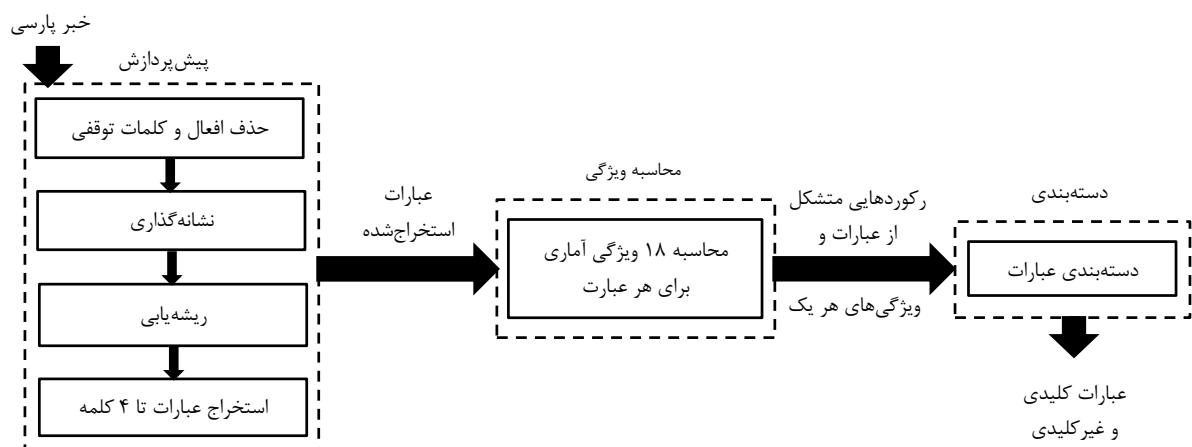 خبر پارسی
پیش‌پردازش
حذف افعال و کلمات توقفی
نشانه‌گذاری
ریشه‌یابی
استخراج عبارات تا ۴ کلمه
عبارات
استخراج‌شده
محاسبه ویژگی
محاسبه ۱۸ ویژگی آماری
برای هر عبارت
رکوردهایی متشکل
از عبارات و
ویژگی‌های هر یک
دسته‌بندی
دسته‌بندی عبارات
عبارات کلیدی
و غیرکلیدی